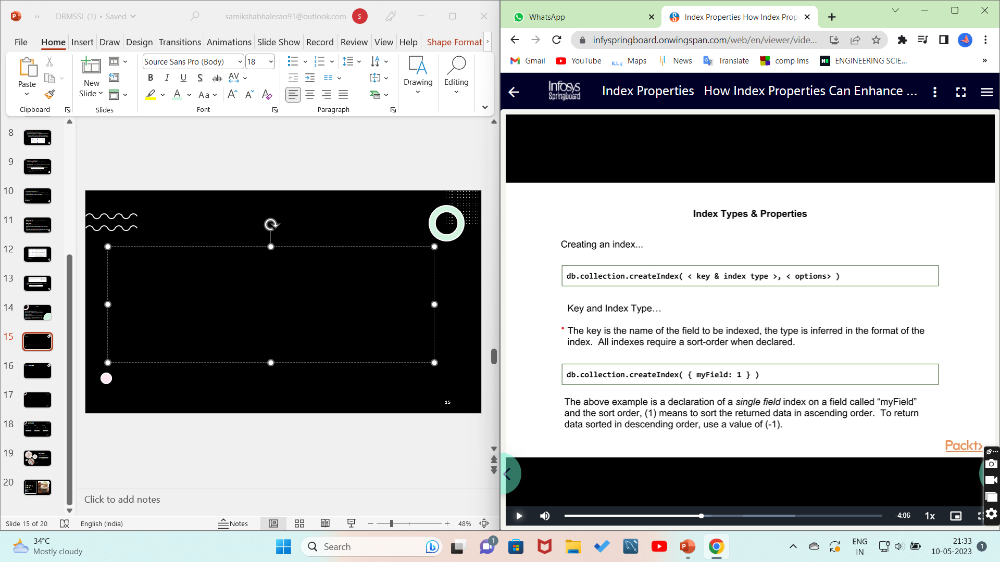 DBMSSL (1) • Saved
samikshabhalerao91@outlook.com
S
File
Home
Insert
Draw
Design
Transitions
Animations
Slide Show
Record
Review
View
Help
Shape Format
Paste
New
Slide
Source Sans Pro (Body)
18
Drawing
Editing
Clipboard
Slides
Font
Paragraph
8
9
10
11
12
13
14
15
16
17
18
19
20
15
Click to add notes
Slide 15 of 20
English (India)
Notes
48%
WhatsApp
Index Properties How Index Prop
infyspringboard.onwingspan.com/web/en/viewer/vide...
Gmail
YouTube
Maps
News
Translate
comp lms
ENGINEERING SCIE...
Infosys
Springboard
Index Properties How Index Properties Can Enhance ...
Index Types & Properties
Creating an index...
db.collection.createIndex( < key & index type >, < options> )
Key and Index Type…
• The key is the name of the field to be indexed, the type is inferred in the format of the
index. All indexes require a sort-order when declared.
db.collection.createIndex( { myField: 1 } )
The above example is a declaration of a single field index on a field called “myField”
and the sort order, (1) means to sort the returned data in ascending order. To return
data sorted in descending order, use a value of (-1).
Packt>
-4:06
1x
34°C
Mostly cloudy
Search
1
ENG
IN
21:33
10-05-2023
1